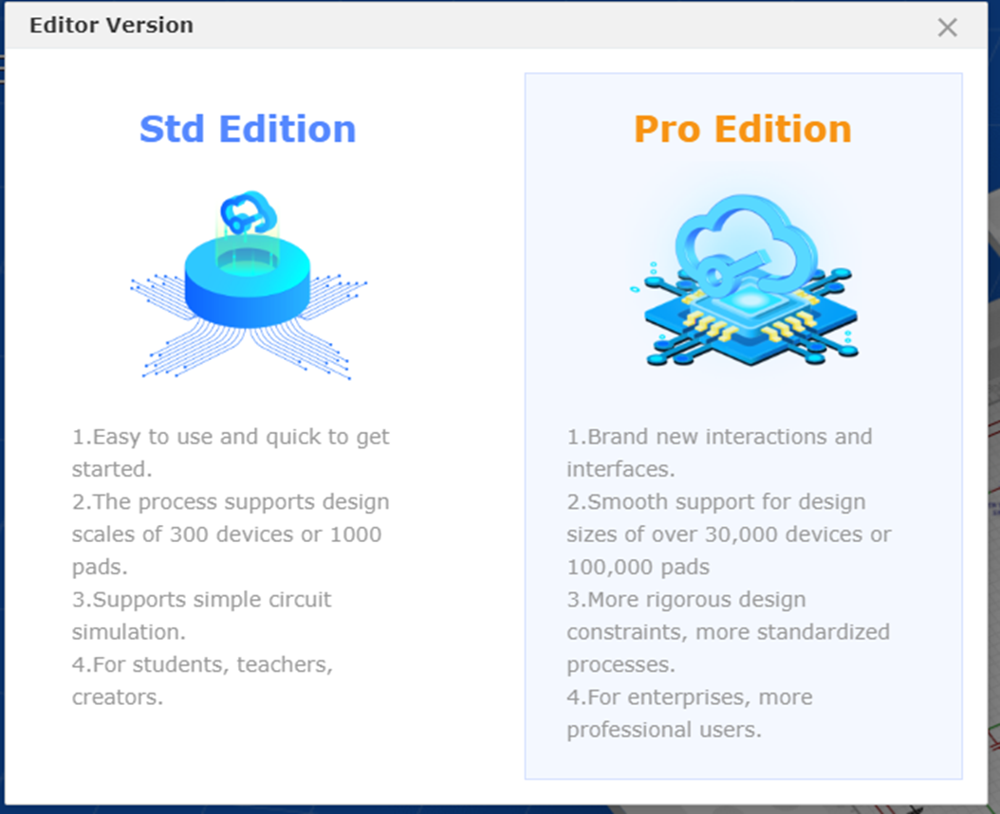 Editor Version
Std Edition
1.Easy to use and quick to get
started.
2.The process supports design
scales of 300 devices or 1000
pads.
3.Supports simple circuit
simulation.
4.For students, teachers,
creators.
Pro Edition
1.Brand new interactions and
interfaces.
2.Smooth support for design
sizes of over 30,000 devices or
100,000 pads
3.More rigorous design
constraints, more standardized
processes.
4.For enterprises, more
professional users.